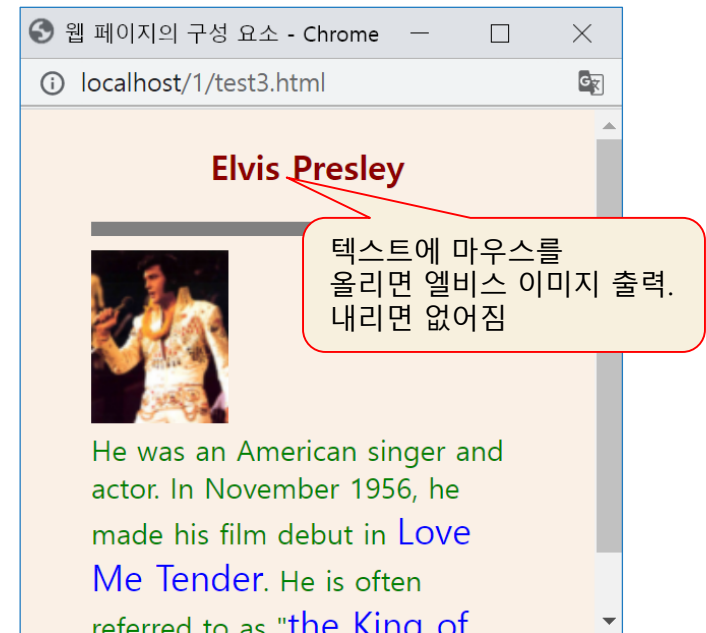 웹 페이지의 구성 요소 - Chrome
localhost/1/test3.html
Elvis Presley
텍스트에 마우스를
올리면 엘비스 이미지 출력.
내리면 없어짐
He was an American singer and
actor. In November 1956, he
made his film debut in Love
Me Tender. He is often
referred to as "the King of